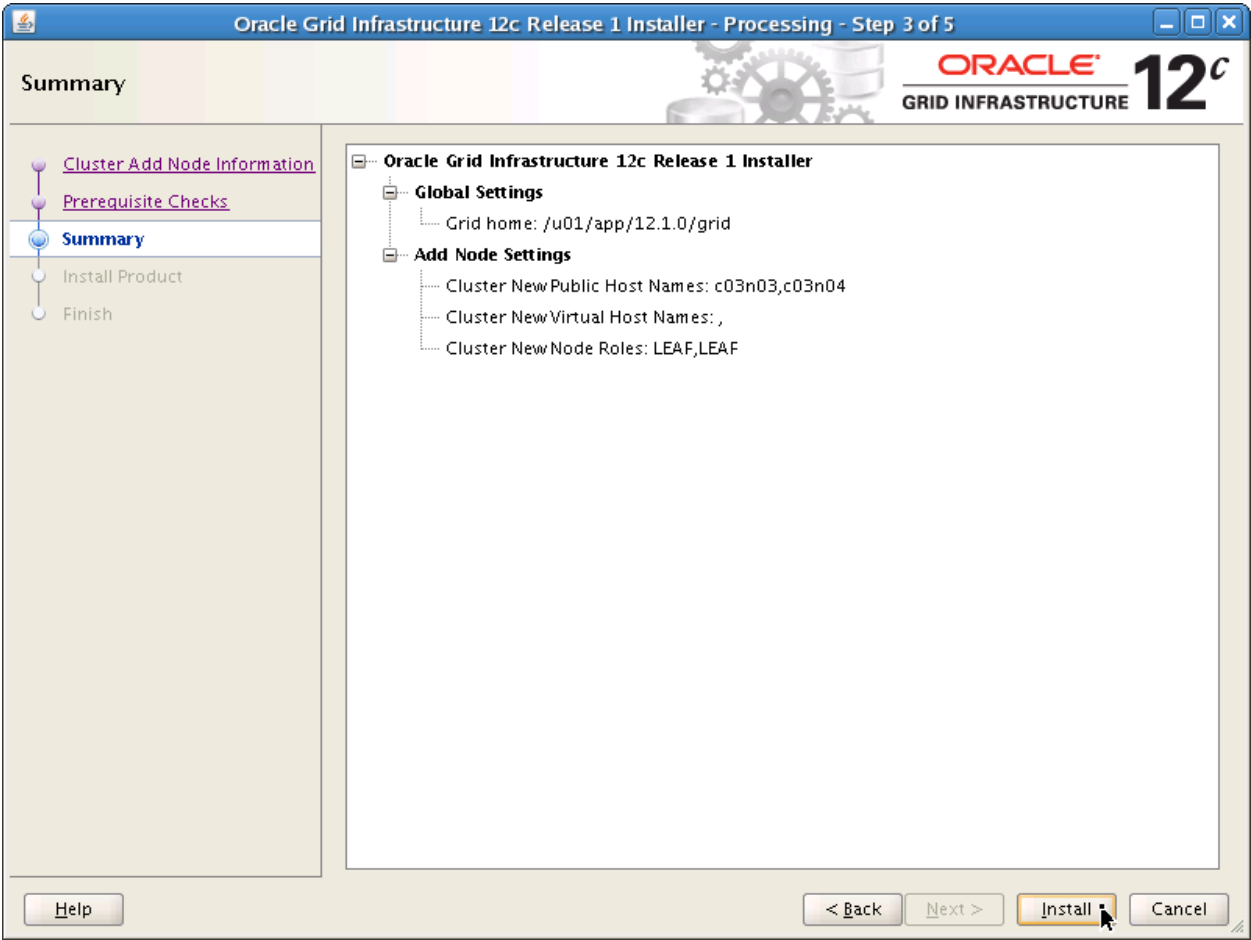 Oracle Grid Infrastructure 12c Release 1 Installer - Processing - Step 3 of 5
Summary
ORACLE
GRID INFRASTRUCTURE
12c
Cluster Add Node Information
Prerequisite Checks
Summary
Install Product
Finish
Oracle Grid Infrastructure 12c Release 1 Installer
Global Settings
Grid home: /u01/app/12.1.0/grid
Add Node Settings
Cluster New Public Host Names: c03n03,c03n04
Cluster New Virtual Host Names: ,
Cluster New Node Roles: LEAF,LEAF
Help
< Back
Next >
Install
Cancel